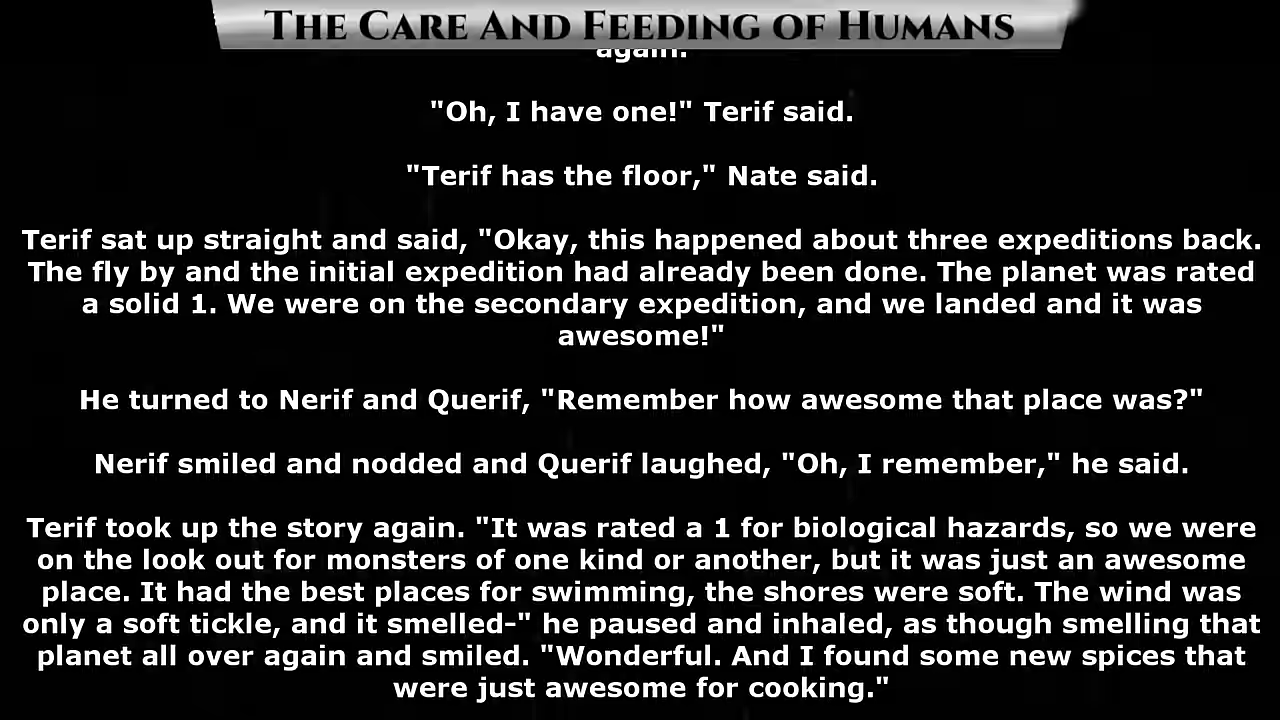 The Care And Feeding of Humans
again.
"Oh, I have one!" Terif said.
"Terif has the floor," Nate said.
Terif sat up straight and said, "Okay, this happened about three expeditions back.
The fly by and the initial expedition had already been done. The planet was rated
a solid 1. We were on the secondary expedition, and we landed and it was
awesome!"
He turned to Nerif and Querif, "Remember how awesome that place was?"
Nerif smiled and nodded and Querif laughed, "Oh, I remember," he said.
Terif took up the story again. "It was rated a 1 for biological hazards, so we were
on the look out for monsters of one kind or another, but it was just an awesome
place. It had the best places for swimming, the shores were soft. The wind was
only a soft tickle, and it smelled-" he paused and inhaled, as though smelling that
planet all over again and smiled. "Wonderful. And I found some new spices that
were just awesome for cooking."